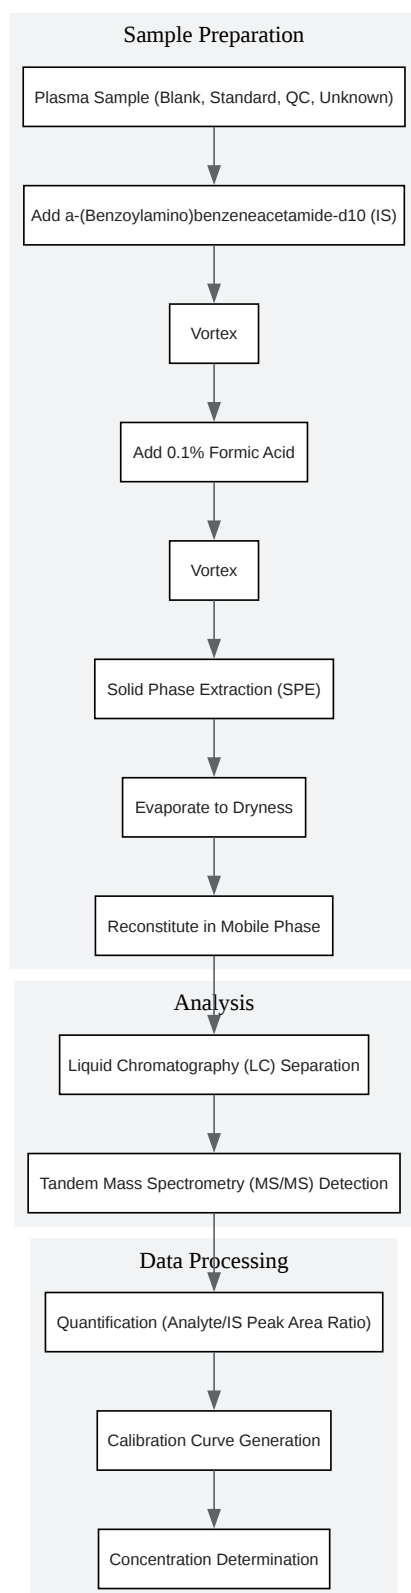 Sample Preparation
Plasma Sample (Blank, Standard, QC, Unknown)
Add a-(Benzoylamino)benzeneacetamide-d10 (IS)
Vortex
Add 0.1% Formic Acid
Vortex
Solid Phase Extraction (SPE)
Evaporate to Dryness
Reconstitute in Mobile Phase
Analysis
Liquid Chromatography (LC) Separation
Tandem Mass Spectrometry (MS/MS) Detection
Data Processing
Quantification (Analyte/IS Peak Area Ratio)
Calibration Curve Generation
Concentration Determination